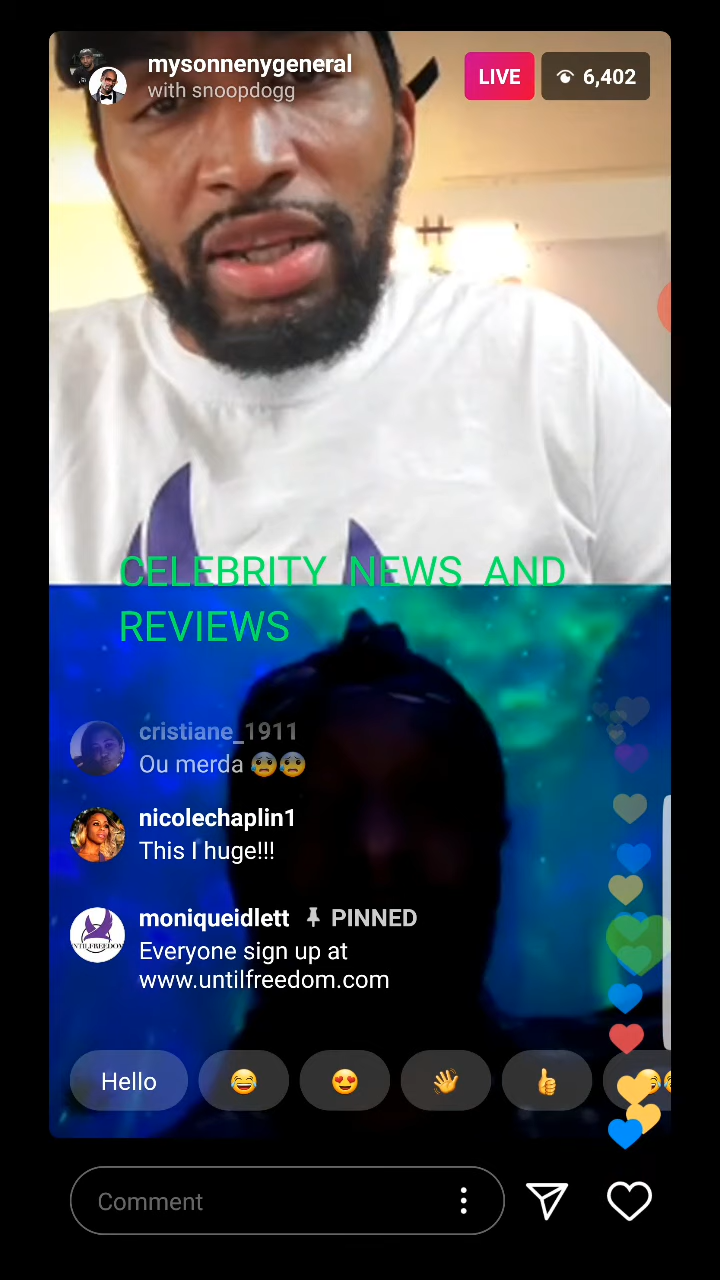 mysonnenygeneral
with snoopdogg
LIVE
6,402
CELEBRITY NEWS AND
REVIEWS
cristiane_1911
Ou merda 😰😰
nicolechaplin1
This I huge!!!
moniqueidlett PINNED
Everyone sign up at
www.untilfreedom.com
Hello
Comment